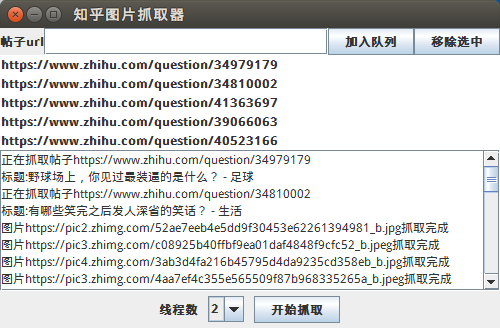 知乎图片抓取器
帖子url 加入队列 移除选中
https://www.zhihu.com/question/34979179
https://www.zhihu.com/question/34810002
https://www.zhihu.com/question/41363697
https://www.zhihu.com/question/39066063
https://www.zhihu.com/question/40523166
正在抓取帖子https://www.zhihu.com/question/34979179
标题:野球场上，你见过最装逼的是什么？ - 足球
正在抓取帖子https://www.zhihu.com/question/34810002
标题:有哪些笑完之后发人深省的笑话？ - 生活
图片https://pic2.zhimg.com/52ae7eeb4e5dd9f30453e62261394981_b.jpg抓取完成
图片https://pic3.zhimg.com/c08925b40ffbf9ea01daf4848f9cfc52_b.jpeg抓取完成
图片https://pic4.zhimg.com/3ab3d4fa216b45795d4da9235cd358eb_b.jpg抓取完成
图片https://pic3.zhimg.com/4aa7ef4c355e565509f87b968335265a_b.jpg抓取完成
线程数 2 开始抓取